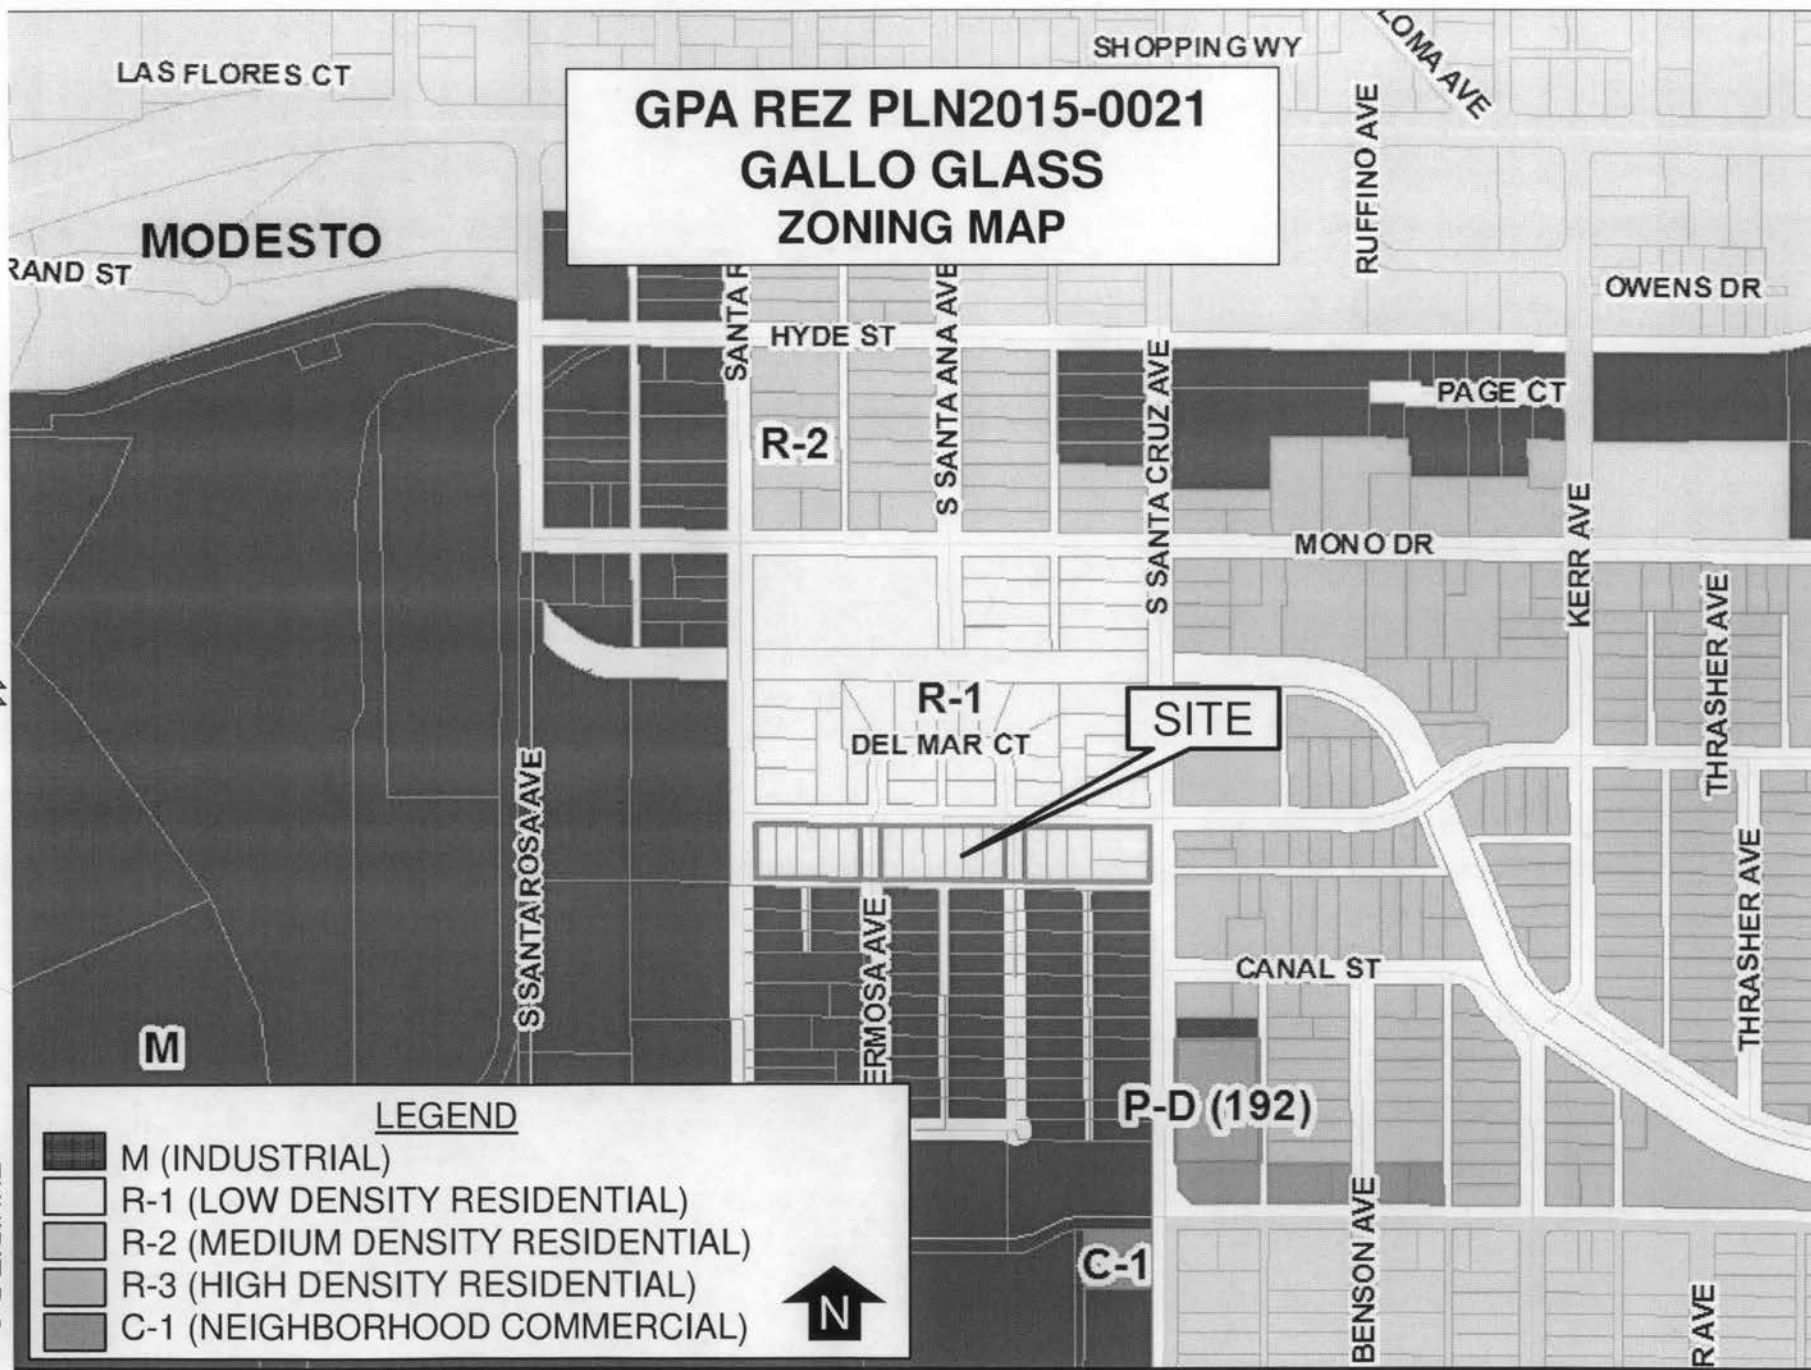 SHOPPING WY
LOMA AVE
LAS FLORES CT
GPA REZ PLN2015-0021
GALLO GLASS
ZONING MAP
RUFFINO AVE
MODESTO
RAND ST
OWENS DR
SANTA R
HYDE ST
S SANTA ANA AVE
S SANTA CRUZ AVE
PAGE CT
R-2
KERR AVE
MONO DR
THRASHER AVE
R-1
DEL MAR CT
SITE
S SANTA ROSA AVE
ERMOSA AVE
THRASHER AVE
CANAL ST
M
P-D (192)
LEGEND
M (INDUSTRIAL)
R-1 (LOW DENSITY RESIDENTIAL)
R-2 (MEDIUM DENSITY RESIDENTIAL)
R-3 (HIGH DENSITY RESIDENTIAL)
C-1 (NEIGHBORHOOD COMMERCIAL)
N
C-1
BENSON AVE
R AVE